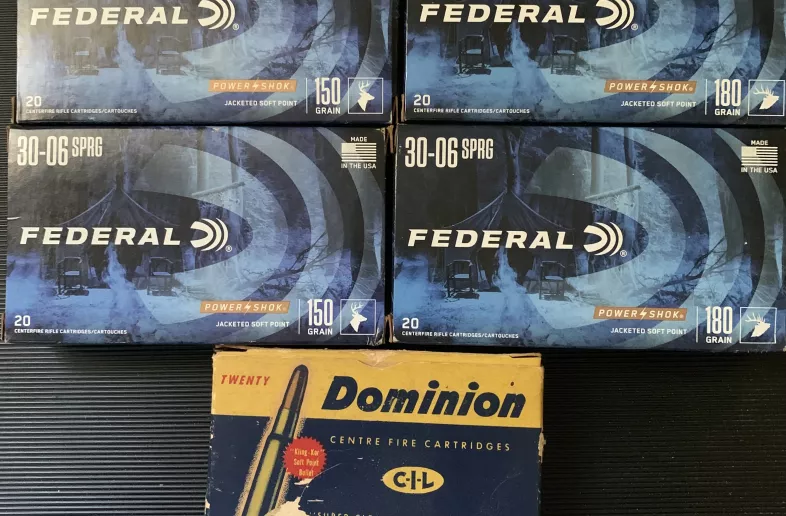 FEDERAL ®
POWER SHOK®
20
CENTERFIRE RIFLE CARTRIDGES/CARTOUCHES
JACKETED SOFT POINT
150
GRAIN
FEDERAL ®
POWER SHOK®
20
CENTERFIRE RIFLE CARTRIDGES/CARTOUCHES
JACKETED SOFT POINT
180
GRAIN
30-06 SPRG
MADE
IN THE USA
FEDERAL ®
POWER SHOK®
20
CENTERFIRE RIFLE CARTRIDGES/CARTOUCHES
JACKETED SOFT POINT
150
GRAIN
30-06 SPRG
MADE
IN THE USA
FEDERAL ®
POWER SHOK®
20
CENTERFIRE RIFLE CARTRIDGES/CARTOUCHES
JACKETED SOFT POINT
180
GRAIN
TWENTY
Dominion
CENTRE FIRE CARTRIDGES
Kling-Kor
Soft Point
Bullet
C-I-L